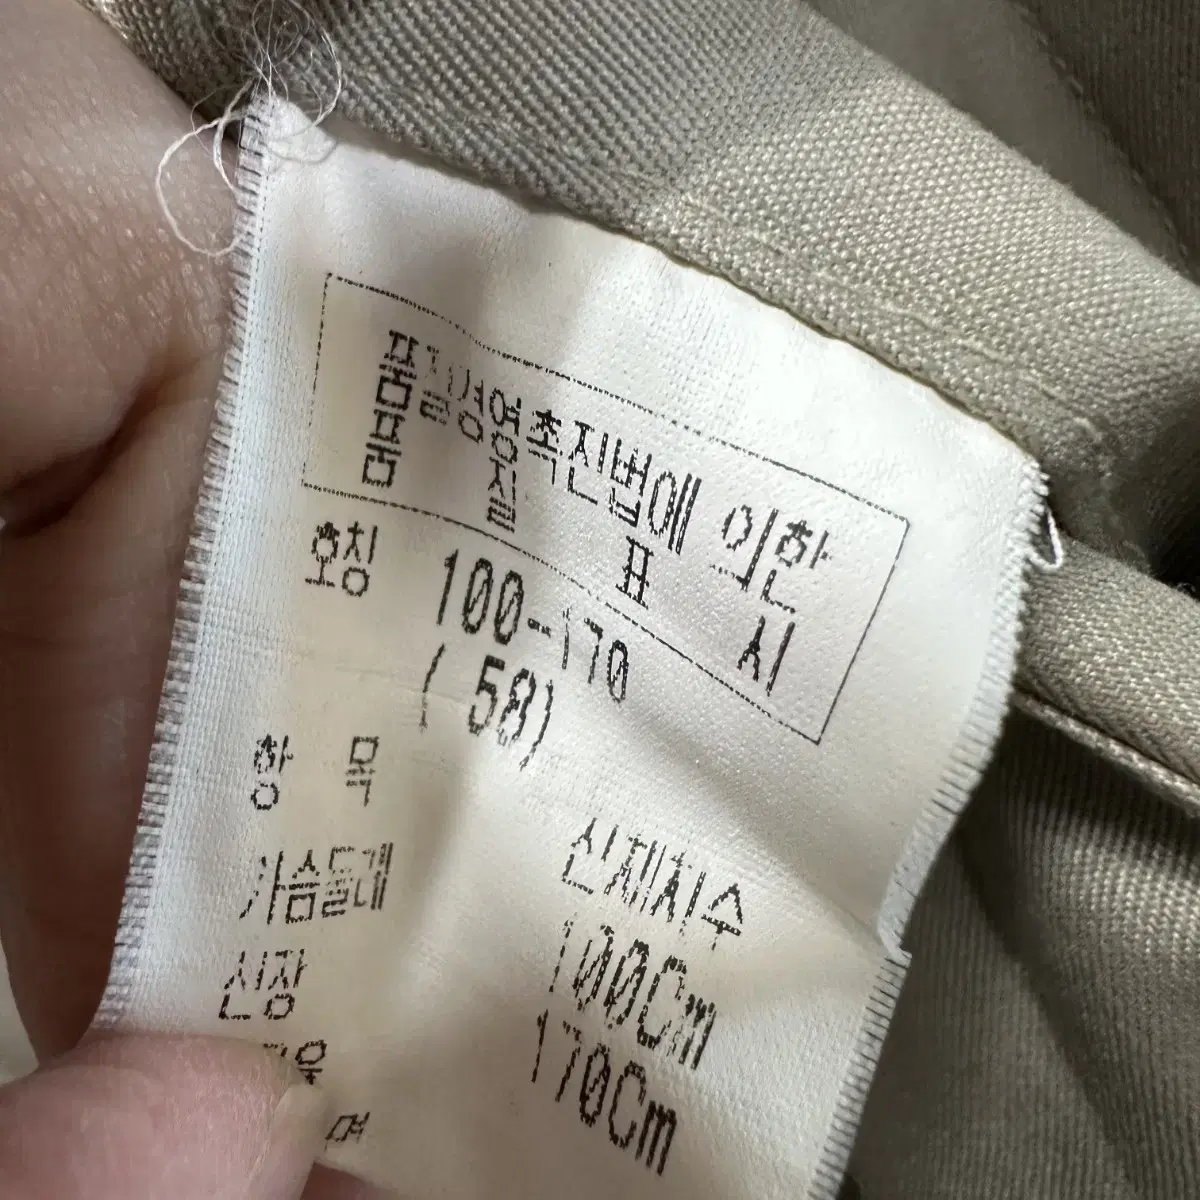 품질경영촉진법에 의한
품 질 표 시
호칭 100-170
( 58)
항 목 신체치수
가슴둘레 100Cm
신장 170Cm